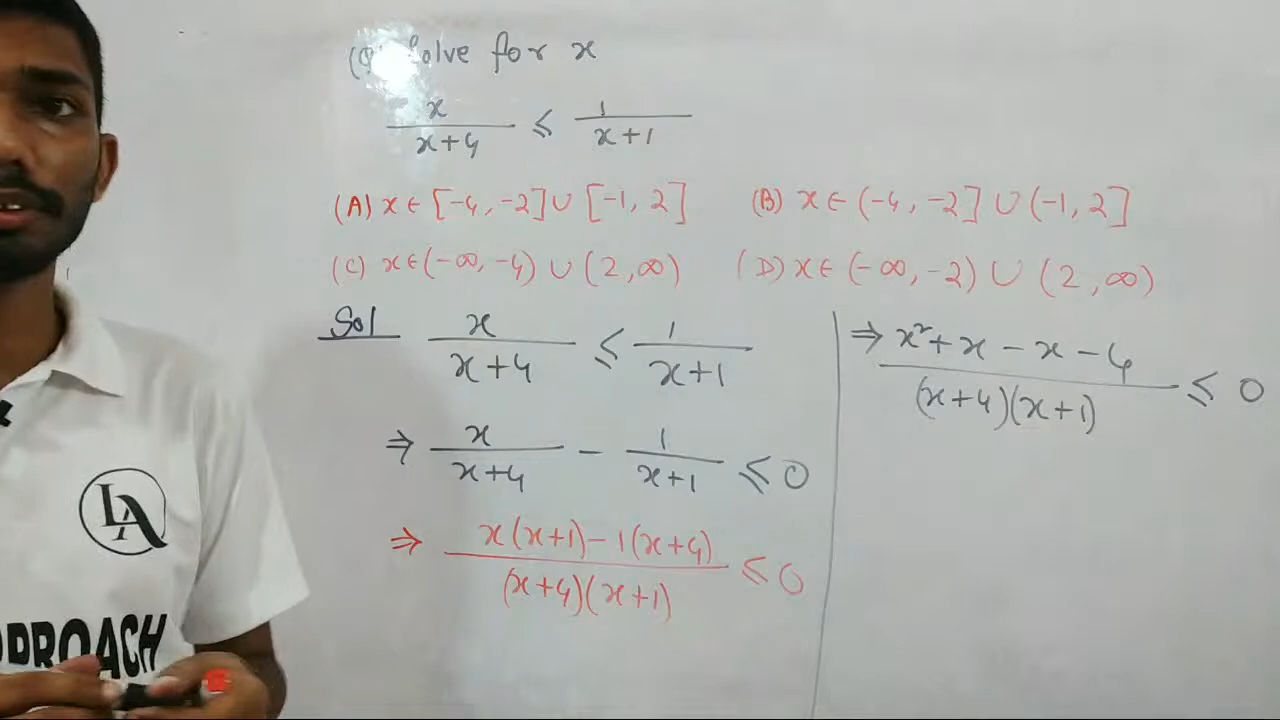 (Q) Solve for x
x/(x+4) ≤ 1/(x+1)
(A) x ∈ [-4, -2] ∪ [-1, 2]
(B) x ∈ (-4, -2] ∪ (-1, 2]
(C) x ∈ (-∞, -4) ∪ (2, ∞)
(D) x ∈ (-∞, -2) ∪ (2, ∞)
Sol x/(x+4) ≤ 1/(x+1)
⇒ x/(x+4) - 1/(x+1) ≤ 0
⇒ (x(x+1) - 1(x+4))/((x+4)(x+1)) ≤ 0
⇒ (x² + x - x - 4)/((x+4)(x+1)) ≤ 0
LA